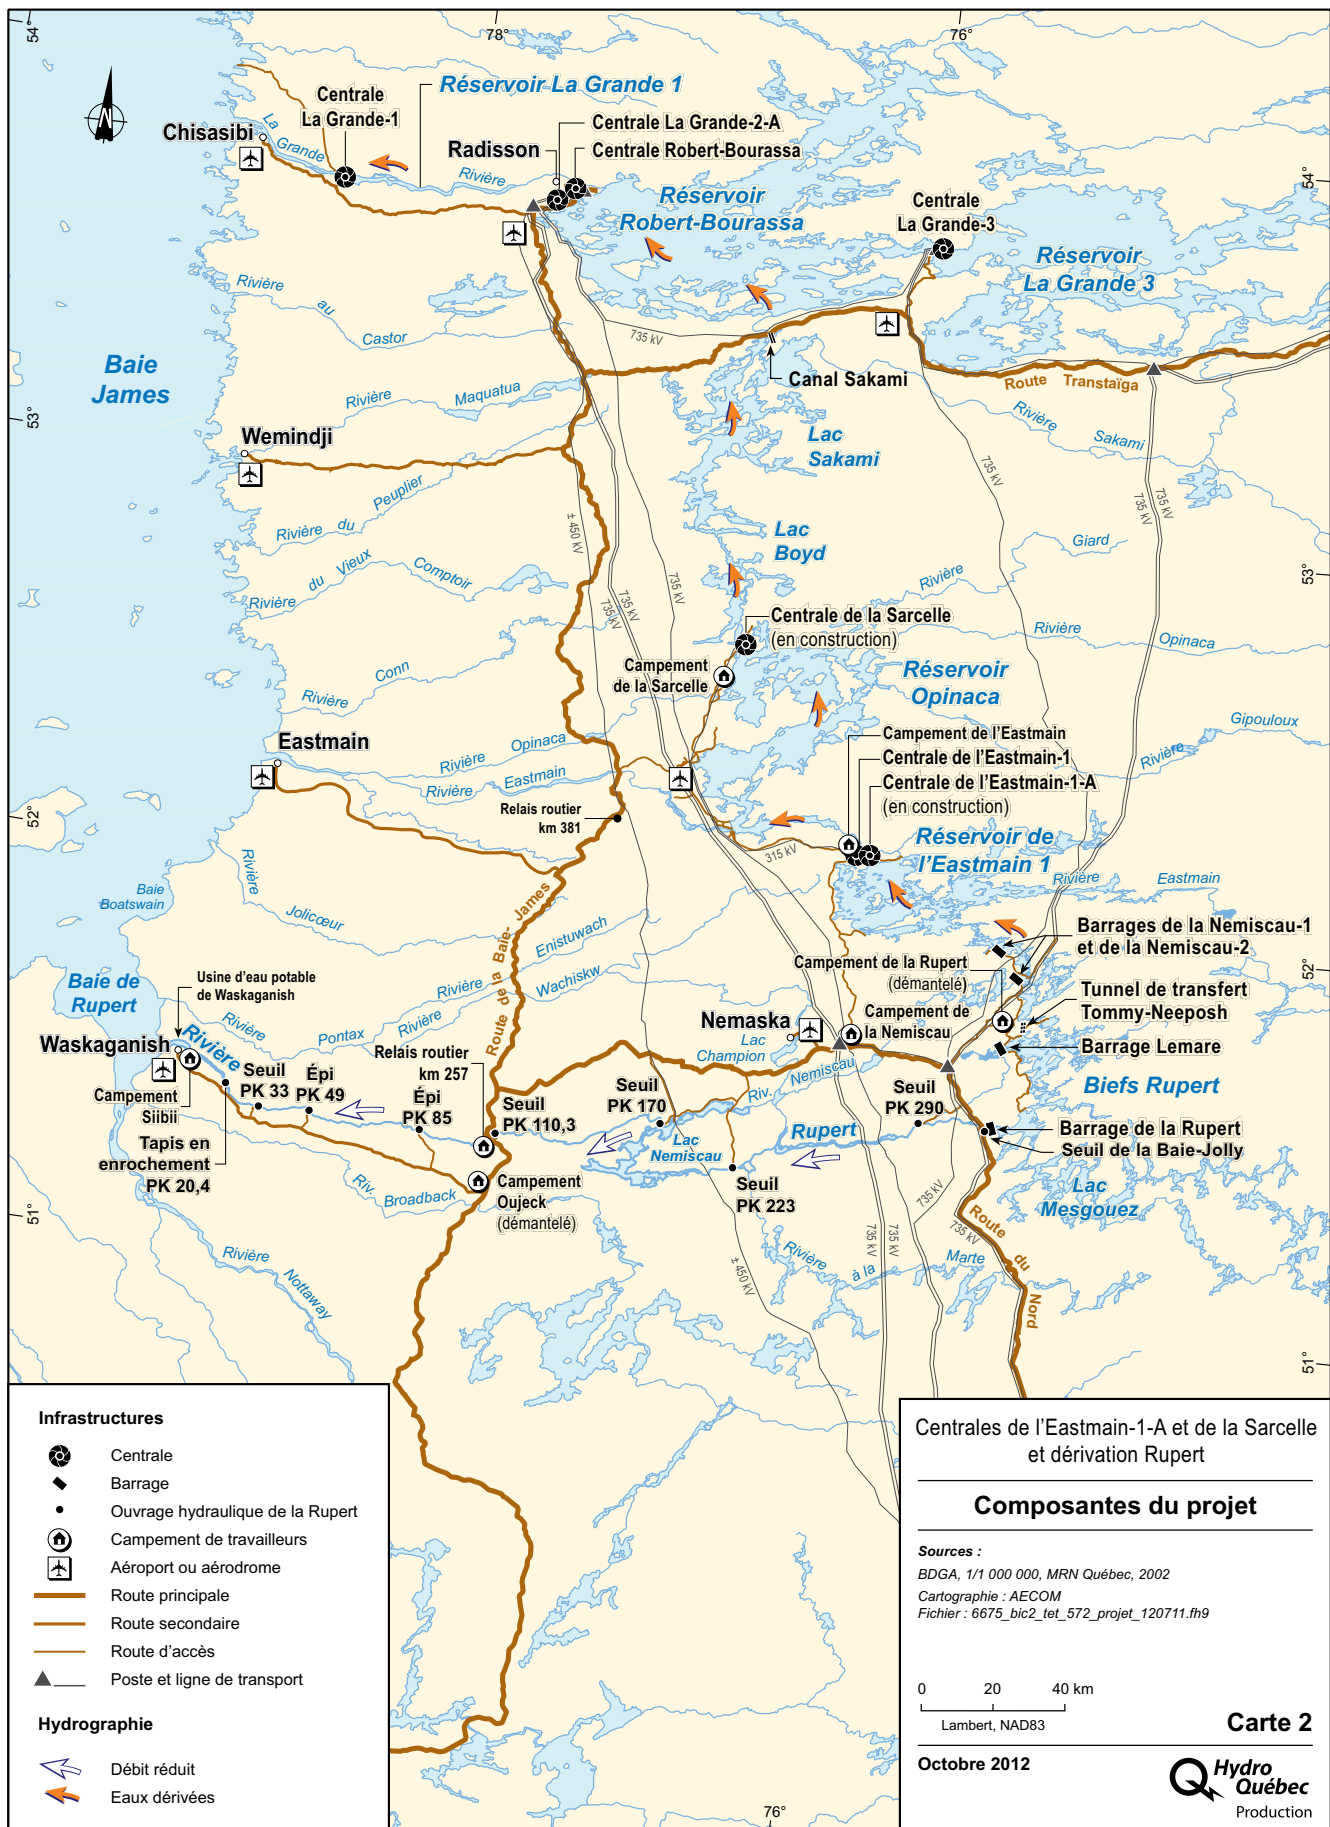 54°
78°
76°
Réservoir La Grande 1
Centrale
La Grande-1
Chisasibi
La
Grande
Rivière
Radisson
Centrale La Grande-2-A
Centrale Robert-Bourassa
Réservoir
Robert-Bourassa
Centrale
La Grande-3
54°
Réservoir
La Grande 3
Rivière
au
Castor
735 kV
Canal Sakami
Route Transtaïga
Baie
James
Rivière
Maquatua
Rivière
Sakami
53°
Wemindji
Lac
Sakami
735 kV
735 kV
735 kV
Rivière du Peuplier
± 450 kV
Lac
Boyd
Giard
Rivière
Rivière du Vieux Comptoir
735 kV
735 kV
735 kV
53°
Centrale de la Sarcelle
(en construction)
Rivière
Opinaca
Campement
de la Sarcelle
Réservoir
Opinaca
Rivière
Conn
Gipouloux
Rivière
Eastmain
Rivière
Opinaca
Rivière
Eastmain
Campement de l'Eastmain
Centrale de l'Eastmain-1
Centrale de l'Eastmain-1-A
(en construction)
Relais routier
km 381
52°
315 kV
Réservoir de
l'Eastmain 1
Rivière
Eastmain
Rivière
Jolicœur
Baie
Boatswain
Route de la Baie-James
Enistuwach
Rivière
Wachiskw
Rivière
Barrages de la Nemiscau-1
et de la Nemiscau-2
Campement de la Rupert
(démantelé)
52°
Baie de
Rupert
Usine d'eau potable
de Waskaganish
Rivière
Pontax
Tunnel de transfert
Tommy-Neeposh
Nemaska
Campement de
la Nemiscau
Lac
Champion
Barrage Lemare
Waskaganish
Rivière
Relais routier
km 257
Riv.
Nemiscau
Biefs Rupert
Campement
Siibii
Seuil
PK 33
Épi
PK 49
Épi
PK 85
Seuil
PK 110,3
Seuil
PK 170
Seuil
PK 290
Rupert
Barrage de la Rupert
Seuil de la Baie-Jolly
Tapis en
enrochement
PK 20,4
Lac
Nemiscau
Riv.
Broadback
Campement
Oujeck
(démantelé)
Seuil
PK 223
Lac
Mesgouez
51°
735 kV
735 kV
735 kV
735 kV
Route du Nord
Rivière
Nottaway
Rivière
à la
Marte
± 450 kV
51°
Infrastructures
Centrale
Barrage
Ouvrage hydraulique de la Rupert
Campement de travailleurs
Aéroport ou aérodrome
Route principale
Route secondaire
Route d'accès
Poste et ligne de transport
Hydrographie
Débit réduit
Eaux dérivées
76°
Centrales de l'Eastmain-1-A et de la Sarcelle
et dérivation Rupert
Composantes du projet
Sources :
BDGA, 1/1 000 000, MRN Québec, 2002
Cartographie : AECOM
Fichier : 6675_bic2_tet_572_projet_120711.fh9
0 20 40 km
Lambert, NAD83
Carte 2
Octobre 2012
Hydro
Québec
Production